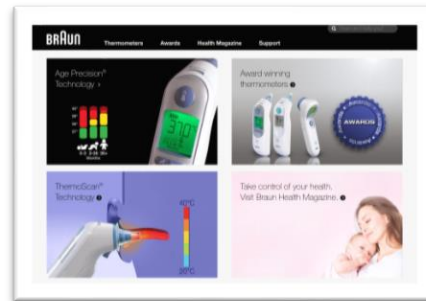 BRAUN
Thermometers Awards Health Magazine Support
Age Precision®
Technology
Award winning
thermometers
AWARDS
ThermoScan®
Technology
40°C
20°C
Take control of your health.
Visit Braun Health Magazine.